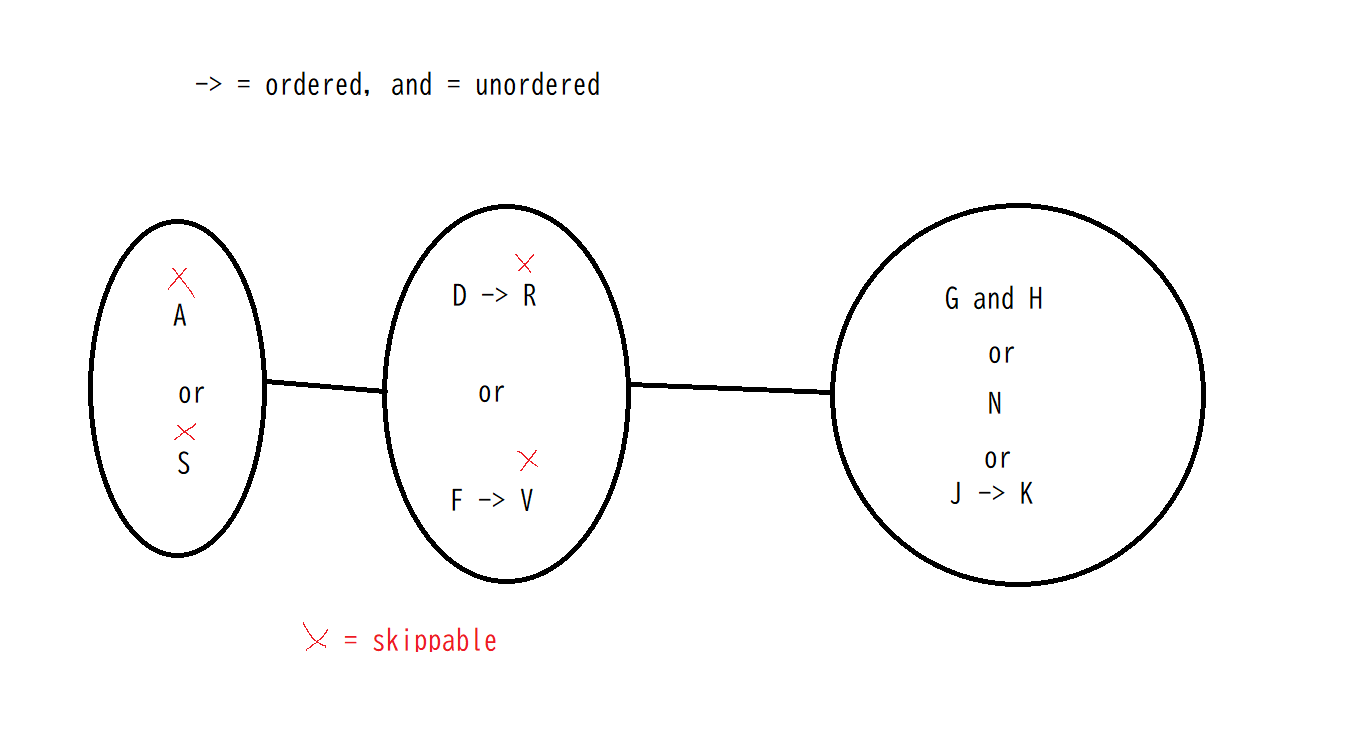 -> = ordered, and = unordered
A
or
S
D -> R
or
F -> V
G and H
or
N
or
J -> K
= skippable